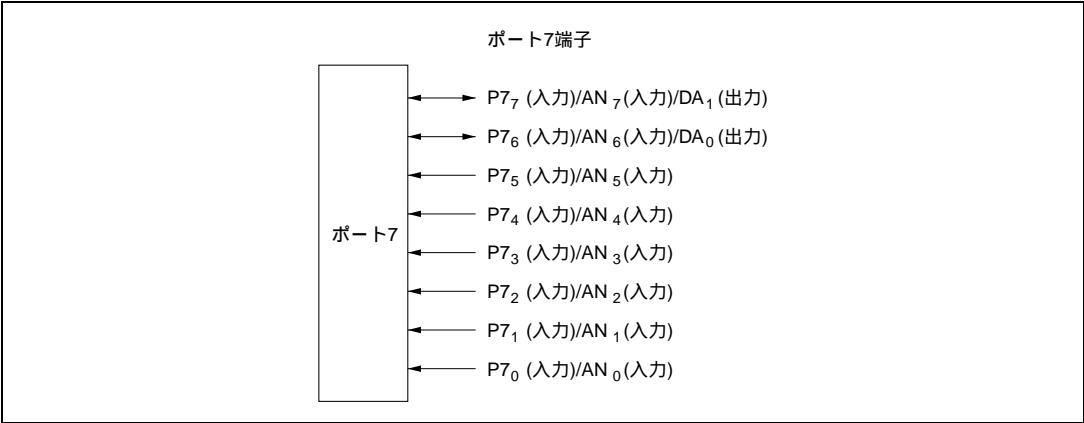 ポート7端子
P7₇ (入力)/AN ₇(入力)/DA₁ (出力)
P7₆ (入力)/AN ₆(入力)/DA₀ (出力)
P7₅ (入力)/AN ₅(入力)
P7₄ (入力)/AN ₄(入力)
ポート7
P7₃ (入力)/AN ₃(入力)
P7₂ (入力)/AN ₂(入力)
P7₁ (入力)/AN ₁(入力)
P7₀ (入力)/AN ₀(入力)